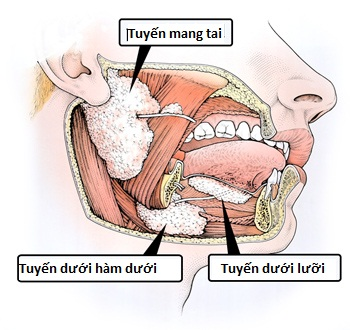 Tuyến mang tai
Tuyến dưới hàm dưới
Tuyến dưới lưỡi